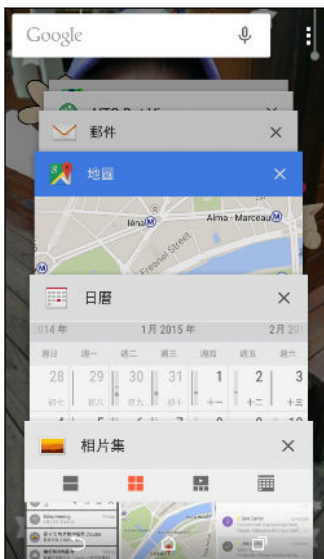 Google
郵件
地圖
Iéna M Alma - Marceau M
M
Fresnel Street
日曆
2014 年 1月 2015 年 2月 201
週日 週一 週二 週三 週四 週五 週六
28 29 30 31 1 2 3
初七 初八 初九 初十 十一 十二 十三
相片集